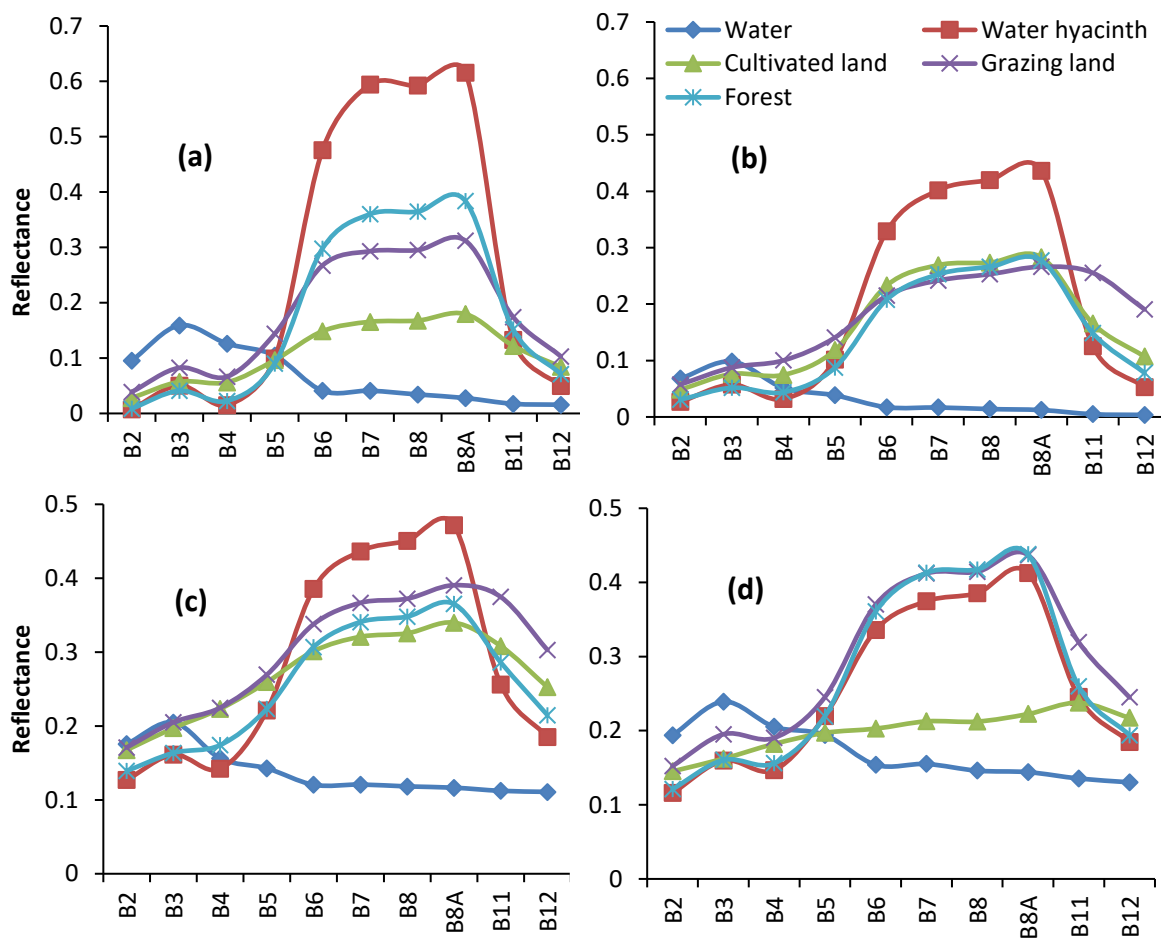 0.7
0.6
0.5
0.4
0.3
0.2
0.1
0
Reflectance
(a)
B2 B3 B4 B5 B6 B7 B8 B8A B11 B12
0.7
0.6
0.5
0.4
0.3
0.2
0.1
0
Water Water hyacinth
Cultivated land Grazing land
Forest
(b)
B2 B3 B4 B5 B6 B7 B8 B8A B11 B12
0.5
0.4
0.3
0.2
0.1
0
Reflectance
(c)
B2 B3 B4 B5 B6 B7 B8 B8A B11 B12
0.5
0.4
0.3
0.2
0.1
0
(d)
B2 B3 B4 B5 B6 B7 B8 B8A B11 B12